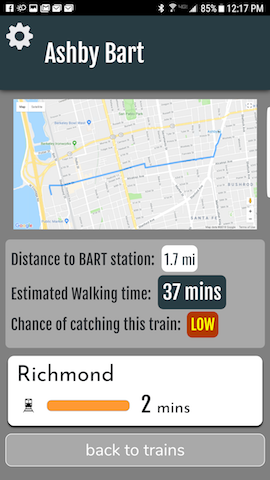 85% 12:17 PM
Ashby Bart
Distance to BART station: 1.7 mi
Estimated Walking time: 37 mins
Chance of catching this train: LOW
Richmond
2 mins
back to trains